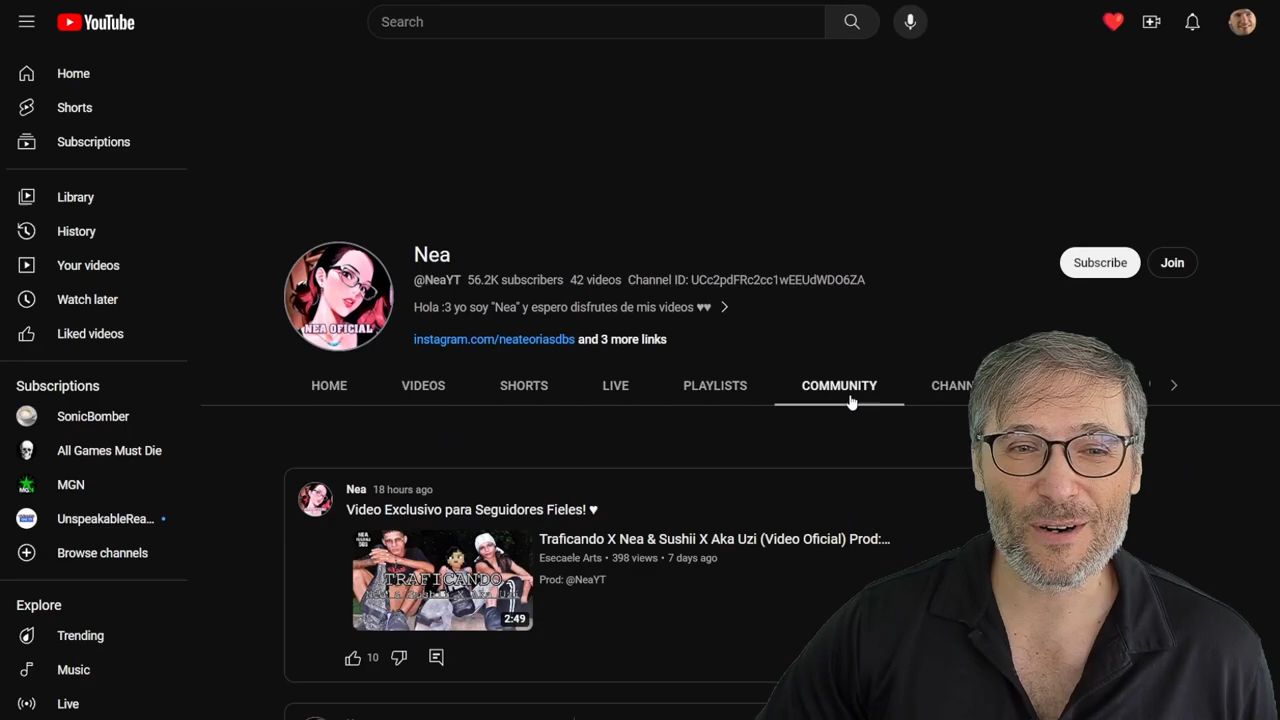 YouTube
Search
Home
Shorts
Subscriptions
Library
History
Your videos
Watch later
Liked videos
Subscriptions
SonicBomber
All Games Must Die
MGN
UnspeakableRea...
Browse channels
Explore
Trending
Music
Live
NEA OFICIAL
Nea
@NeaYT 56.2K subscribers 42 videos Channel ID: UCc2pdFRc2cc1wEEUdWDO6ZA
Hola :3 yo soy "Nea" y espero disfrutes de mis videos ♥♥
instagram.com/neateoriasdbs and 3 more links
Subscribe
Join
HOME VIDEOS SHORTS LIVE PLAYLISTS COMMUNITY CHANN
Nea 18 hours ago
Video Exclusivo para Seguidores Fieles! ♥
TRAFICANDO
2:49
Traficando X Nea & Sushii X Aka Uzi (Video Oficial) Prod:...
Esecaele Arts • 398 views • 7 days ago
Prod: @NeaYT
10